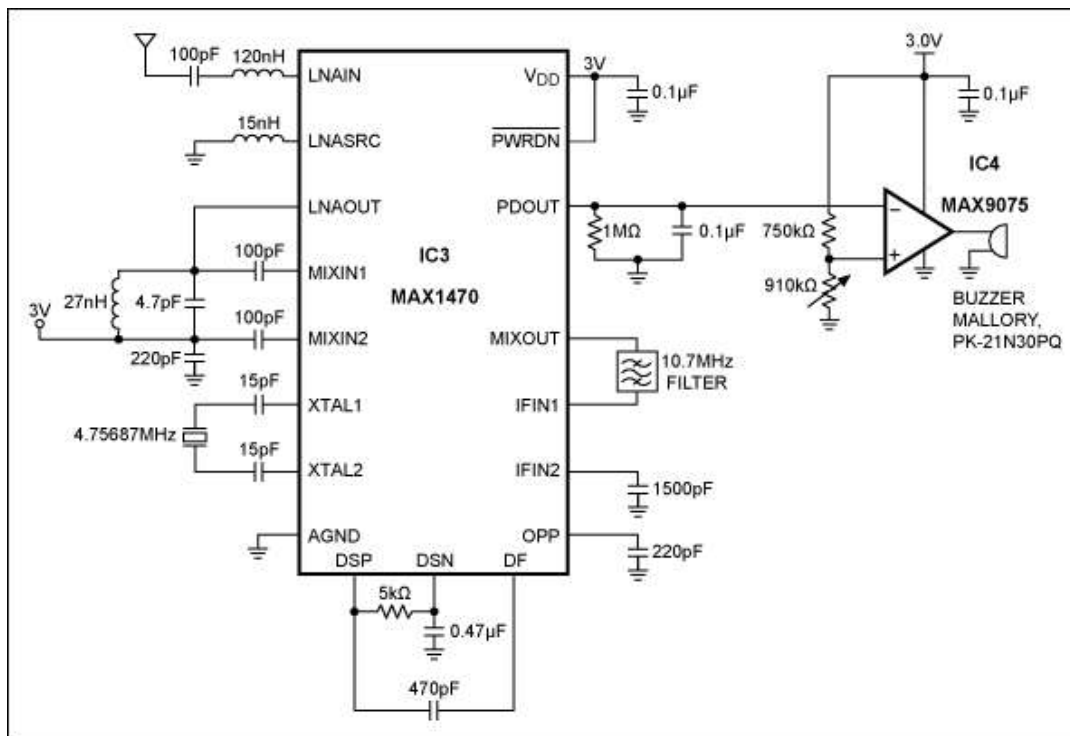 100pF
120nH
LNAIN
15nH
LNASRC
LNAOUT
100pF
MIXIN1
27nH
4.7pF
3V
100pF
MIXIN2
220pF
15pF
XTAL1
4.75687MHz
15pF
XTAL2
AGND
DSP
DSN
DF
5kΩ
0.47µF
470pF
IC3
MAX1470
VDD
3V
0.1µF
PWRDN
PDOUT
1MΩ
0.1µF
MIXOUT
10.7MHz
FILTER
IFIN1
IFIN2
1500pF
OPP
220pF
3.0V
0.1µF
IC4
MAX9075
750kΩ
–
+
910kΩ
BUZZER
MALLORY,
PK-21N30PQ